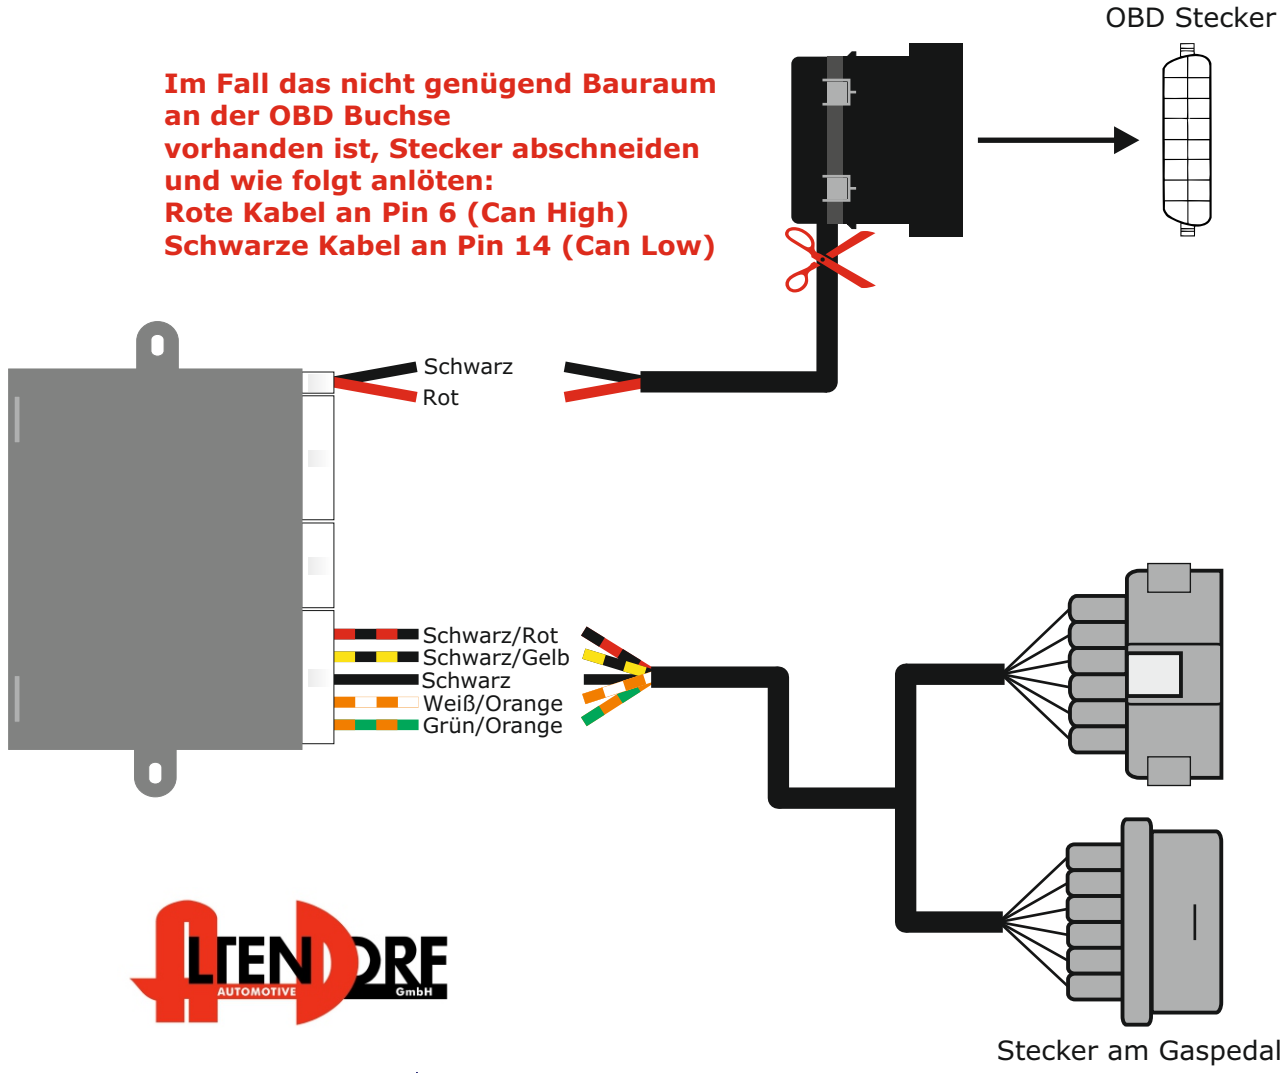 OBD Stecker
Im Fall das nicht genügend Bauraum
an der OBD Buchse
vorhanden ist, Stecker abschneiden
und wie folgt anlöten:
Rote Kabel an Pin 6 (Can High)
Schwarze Kabel an Pin 14 (Can Low)
Schwarz
Rot
Schwarz/Rot
Schwarz/Gelb
Schwarz
Weiß/Orange
Grün/Orange
ALTENDORF
AUTOMOTIVE GmbH
Stecker am Gaspedal